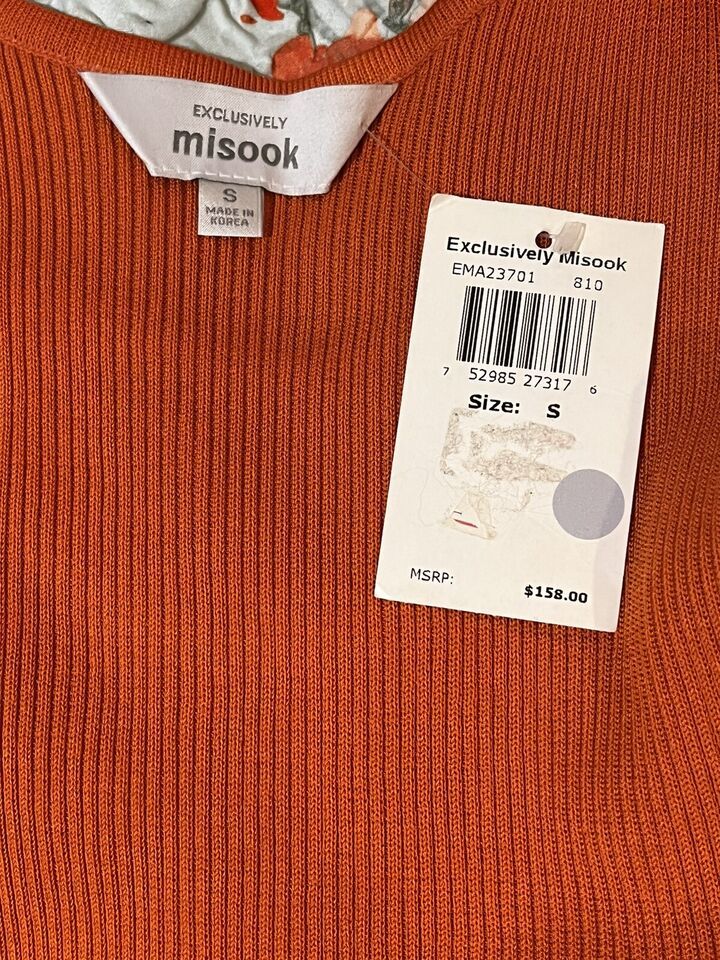 EXCLUSIVELY
misook
S
MADE IN
KOREA
Exclusively Misook
EMA23701 810
7 52985 27317 6
Size: S
MSRP:
$158.00